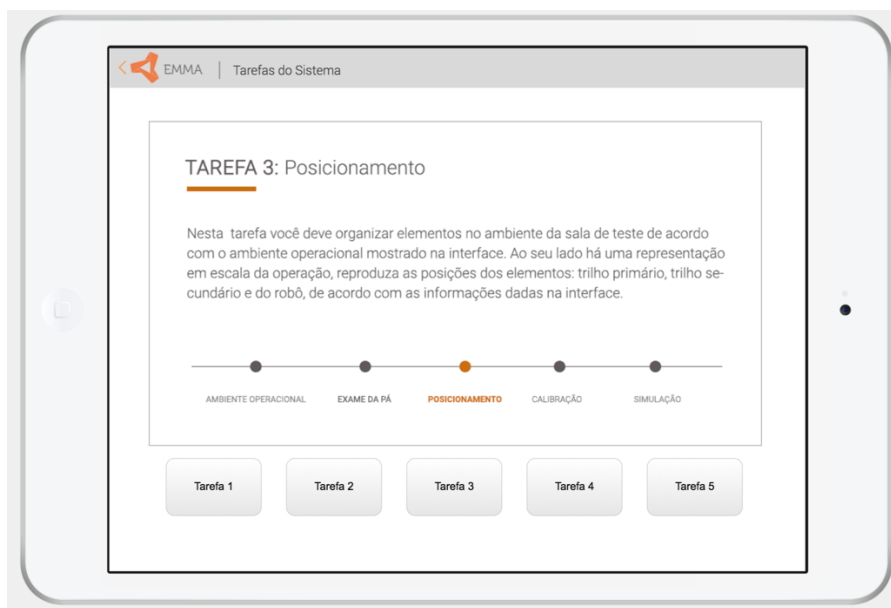 EMMA | Tarefas do Sistema
TAREFA 3: Posicionamento
Nesta tarefa você deve organizar elementos no ambiente da sala de teste de acordo
com o ambiente operacional mostrado na interface. Ao seu lado há uma representação
em escala da operação, reproduza as posições dos elementos: trilho primário, trilho se-
cundário e do robô, de acordo com as informações dadas na interface.
AMBIENTE OPERACIONAL EXAME DA PÁ POSICIONAMENTO CALIBRAÇÃO SIMULAÇÃO
Tarefa 1 Tarefa 2 Tarefa 3 Tarefa 4 Tarefa 5